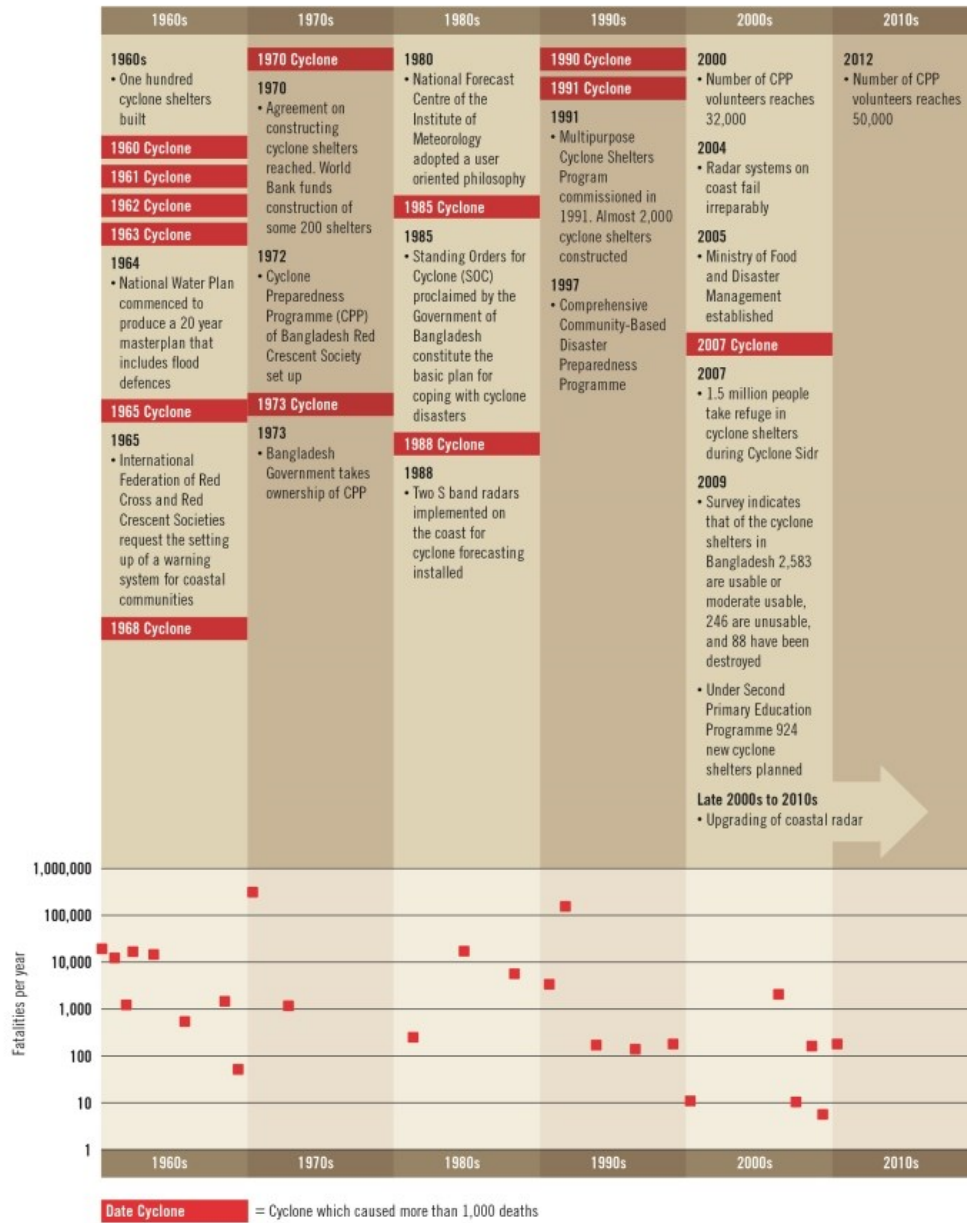 1960s
1970s
1980s
1990s
2000s
2010s
1960s
• One hundred
cyclone shelters
built
1960 Cyclone
1961 Cyclone
1962 Cyclone
1963 Cyclone
1964
• National Water Plan
commenced to
produce a 20 year
masterplan that
includes flood
defences
1965 Cyclone
1965
• International
Federation of Red
Cross and Red
Crescent Societies
request the setting
up of a warning
system for coastal
communities
1968 Cyclone
1970 Cyclone
1970
• Agreement on
constructing
cyclone shelters
reached. World
Bank funds
construction of
some 200 shelters
1972
• Cyclone
Preparedness
Programme (CPP)
of Bangladesh Red
Crescent Society
set up
1973 Cyclone
1973
• Bangladesh
Government takes
ownership of CPP
1980
• National Forecast
Centre of the
Institute of
Meteorology
adopted a user
oriented philosophy
1985 Cyclone
1985
• Standing Orders for
Cyclone (SOC)
proclaimed by the
Government of
Bangladesh
constitute the
basic plan for
coping with cyclone
disasters
1988 Cyclone
1988
• Two S band radars
implemented on
the coast for
cyclone forecasting
installed
1990 Cyclone
1991 Cyclone
1991
• Multipurpose
Cyclone Shelters
Program
commissioned in
1991. Almost 2,000
cyclone shelters
constructed
1997
• Comprehensive
Community-Based
Disaster
Preparedness
Programme
2000
• Number of CPP
volunteers reaches
32,000
2004
• Radar systems on
coast fail
irreparably
2005
• Ministry of Food
and Disaster
Management
established
2007 Cyclone
2007
• 1.5 million people
take refuge in
cyclone shelters
during Cyclone Sidr
2009
• Survey indicates
that of the cyclone
shelters in
Bangladesh 2,583
are usable or
moderate usable,
246 are unusable,
and 88 have been
destroyed
• Under Second
Primary Education
Programme 924
new cyclone
shelters planned
Late 2000s to 2010s
• Upgrading of coastal radar
2012
• Number of CPP
volunteers reaches
50,000
Fatalities per year
1,000,000
100,000
10,000
1,000
100
10
1
1960s
1970s
1980s
1990s
2000s
2010s
Date Cyclone = Cyclone which caused more than 1,000 deaths